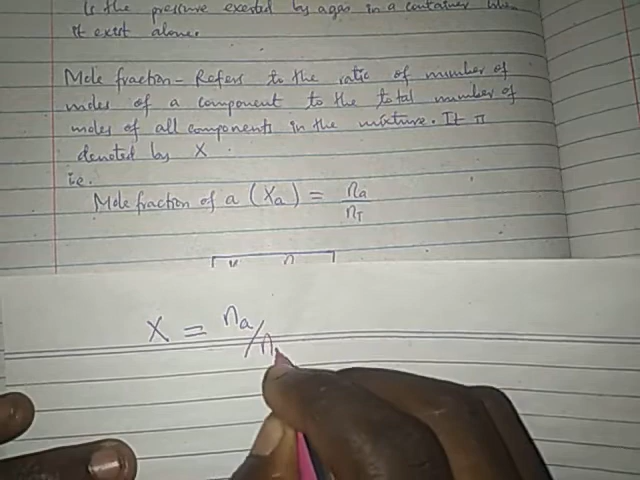 Is the pressure exerted by a gas in a container when
it exist alone.
Mole fraction - Refers to the ratio of number of
moles of a component to the total number of
moles of all components in the mixture. It is
denoted by X.
i.e.
Mole fraction of a (Xa) = na/nT
X = na/n